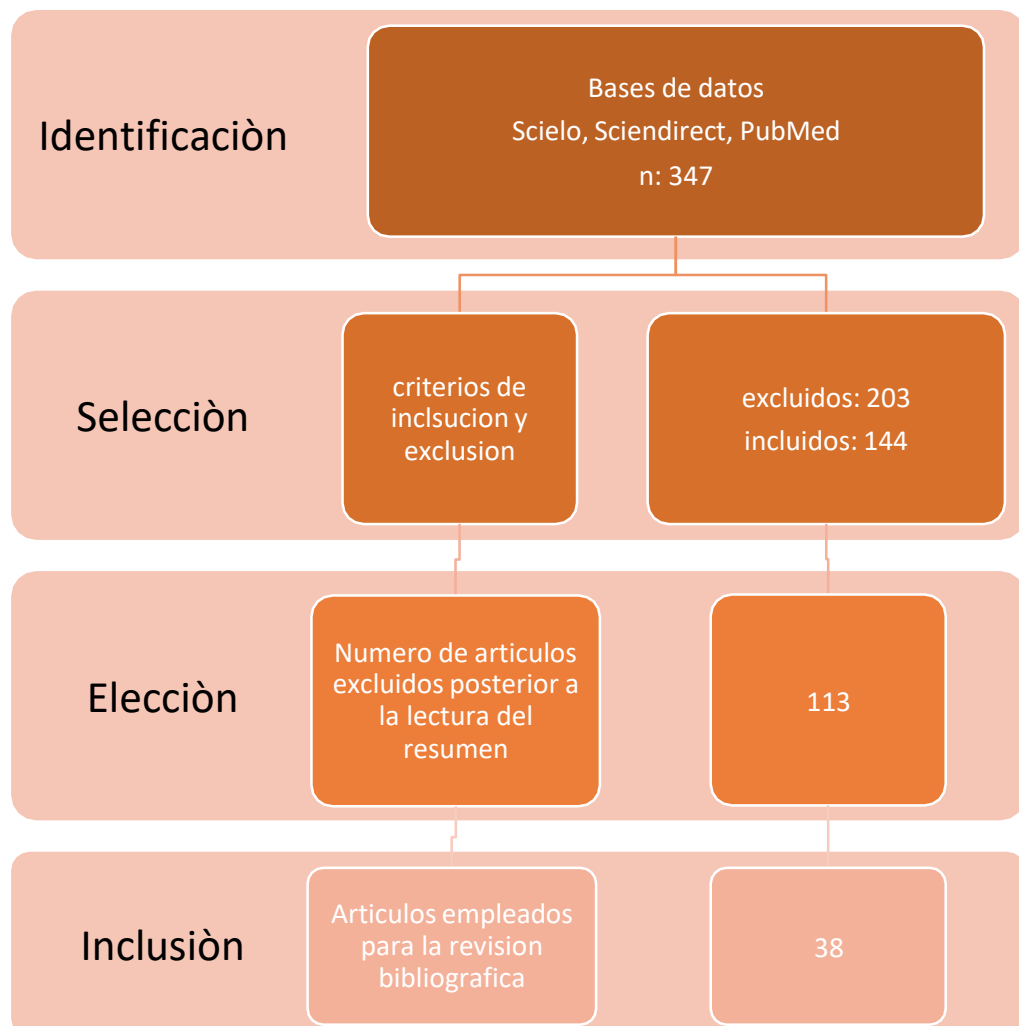 Identificaciòn
Bases de datos
Scielo, Sciendirect, PubMed
n: 347
Selecciòn
criterios de
inclsucion y
exclusion
excluidos: 203
incluidos: 144
Elecciòn
Numero de articulos
excluidos posterior a
la lectura del
resumen
113
Inclusiòn
Articulos empleados
para la revision
bibliografica
38